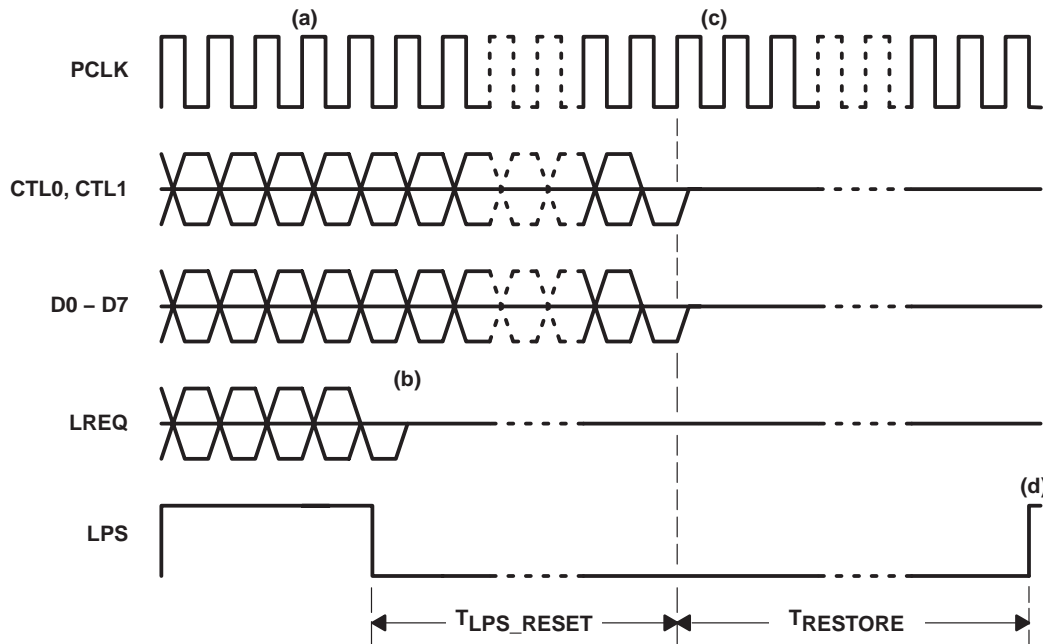 (a)
(c)
PCLK
CTL0, CTL1
D0 – D7
(b)
LREQ
(d)
LPS
TLPS_RESET
TRESTORE